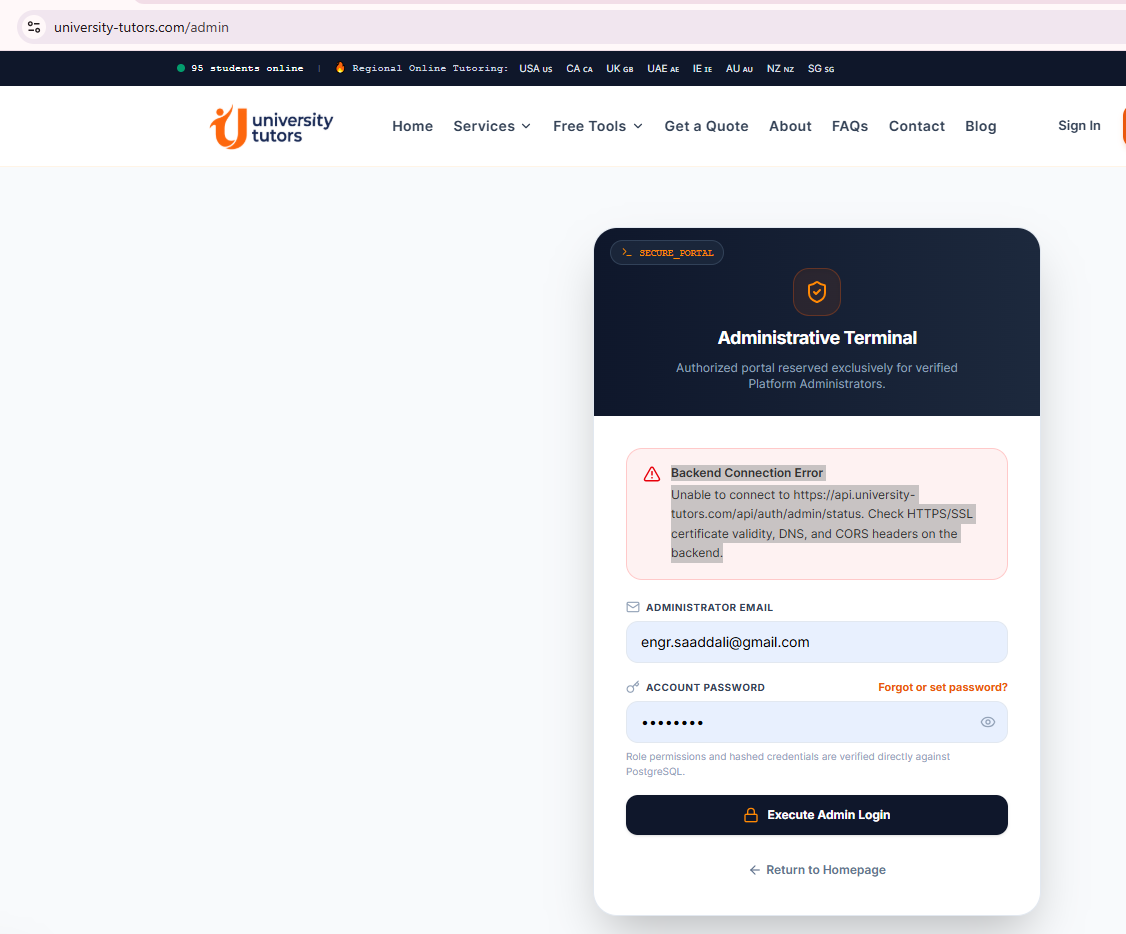 university-tutors.com/admin
95 students online | Regional Online Tutoring: USA US CA CA UK GB UAE AE IE IE AU AU NZ NZ SG SG
university
tutors
Home Services Free Tools Get a Quote About FAQs Contact Blog Sign In
>_ SECURE_PORTAL
Administrative Terminal
Authorized portal reserved exclusively for verified
Platform Administrators.
Backend Connection Error
Unable to connect to https://api.university-
tutors.com/api/auth/admin/status. Check HTTPS/SSL
certificate validity, DNS, and CORS headers on the
backend.
ADMINISTRATOR EMAIL
engr.saaddali@gmail.com
ACCOUNT PASSWORD Forgot or set password?
••••••••
Role permissions and hashed credentials are verified directly against
PostgreSQL.
Execute Admin Login
← Return to Homepage